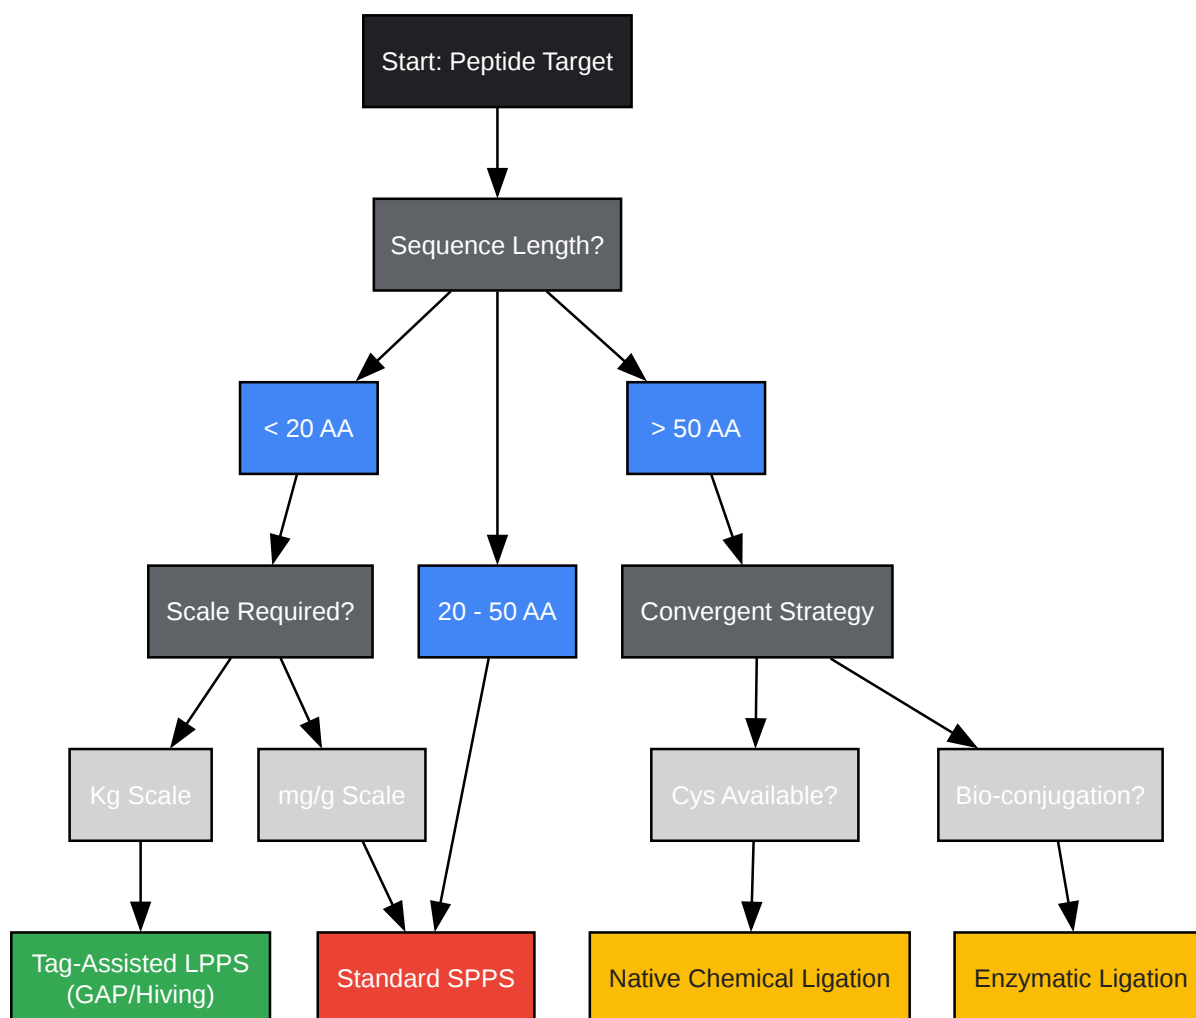 Start: Peptide Target
Sequence Length?
< 20 AA
> 50 AA
Scale Required?
20 - 50 AA
Convergent Strategy
Kg Scale
mg/g Scale
Cys Available?
Bio-conjugation?
Tag-Assisted LPPS
(GAP/Hiving)
Standard SPPS
Native Chemical Ligation
Enzymatic Ligation